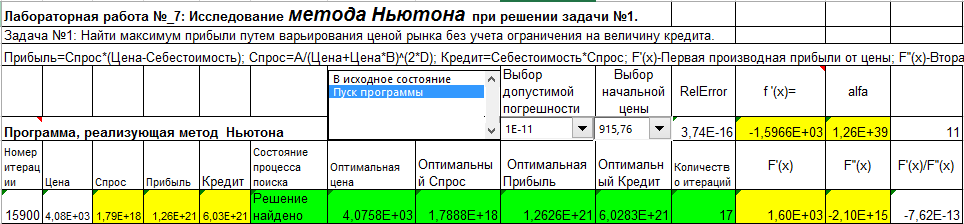 Лабораторная работа №_7: Исследование метода Ньютона при решении задачи №1.
Задача №1: Найти максимум прибыли путем варьирования ценой рынка без учета ограничения на величину кредита.
Прибыль=Спрос*(Цена-Себестоимость); Спрос=A/(Цена+Цена*B)^(2*D); Кредит=Себестоимость*Спрос; F'(x)-Первая производная прибыли от цены; F''(x)-Втора
В исходное состояние
Пуск программы
Выбор допустимой погрешности
Выбор начальной цены
RelError
f '(x)=
alfa
Программа, реализующая метод Ньютона
1E-11
915,76
3,74E-16
-1,5966E+03
1,26E+39
11
Номер итерац ии
Цена
Спрос
Прибыль
Кредит
Состояние процесса поиска
Оптимальная цена
Оптимальны й Спрос
Оптимальная Прибыль
Оптимальн ый Кредит
Количеств о итераций
F'(x)
F''(x)
F'(x)/F''(x)
15900
4,08E+03
1,79E+18
1,26E+21
6,03E+21
Решение найдено
4,0758E+03
1,7888E+18
1,2626E+21
6,0283E+21
17
1,60E+03
-2,10E+15
-7,62E-13